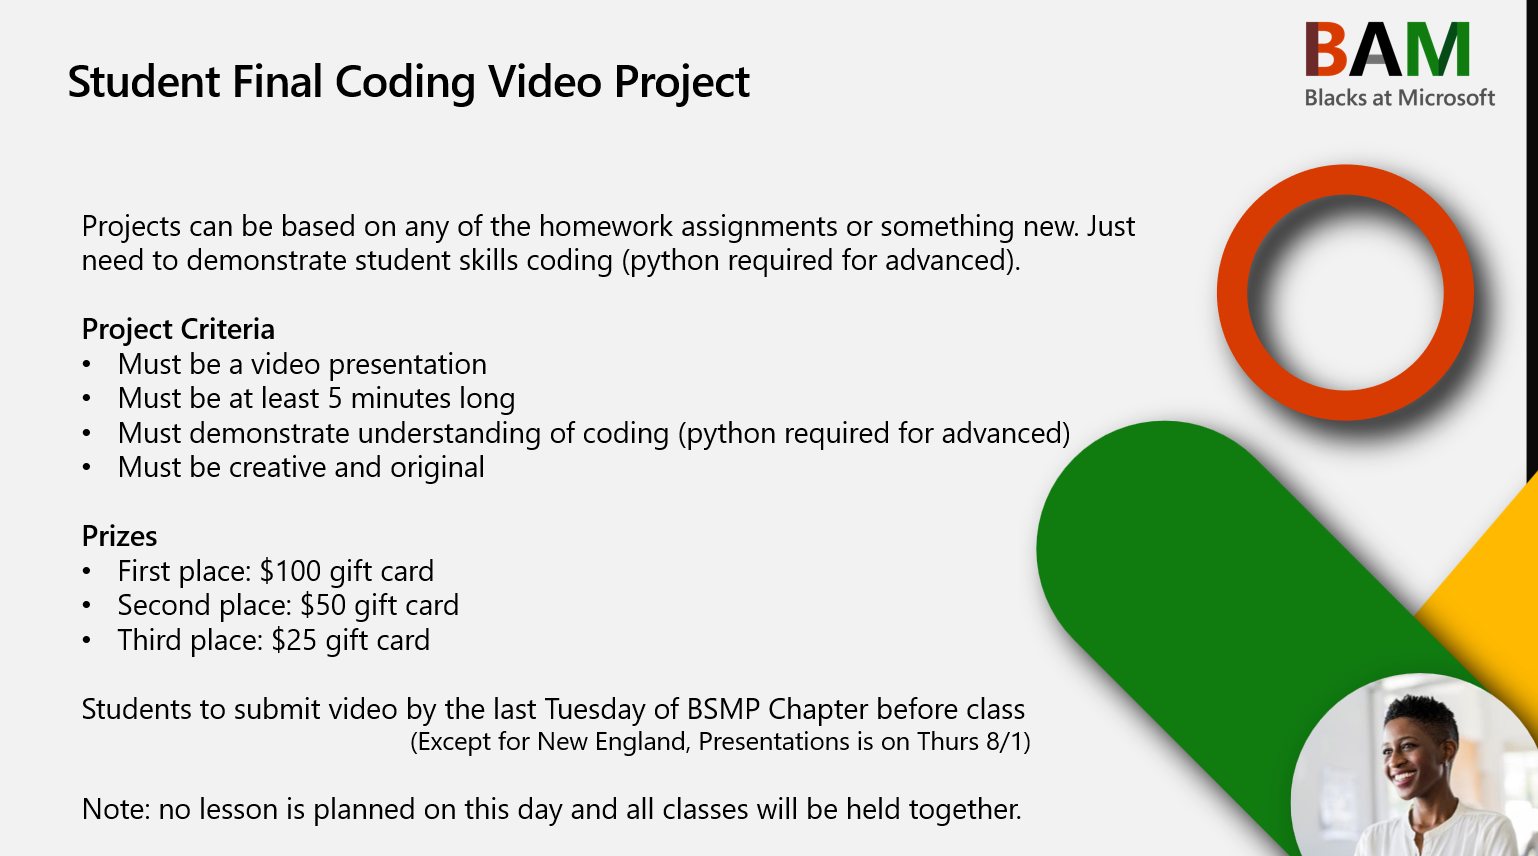 Student Final Coding Video Project
BAM
Blacks at Microsoft
Projects can be based on any of the homework assignments or something new. Just
need to demonstrate student skills coding (python required for advanced).
Project Criteria
• Must be a video presentation
• Must be at least 5 minutes long
• Must demonstrate understanding of coding (python required for advanced)
• Must be creative and original
Prizes
• First place: $100 gift card
• Second place: $50 gift card
• Third place: $25 gift card
Students to submit video by the last Tuesday of BSMP Chapter before class
(Except for New England, Presentations is on Thurs 8/1)
Note: no lesson is planned on this day and all classes will be held together.